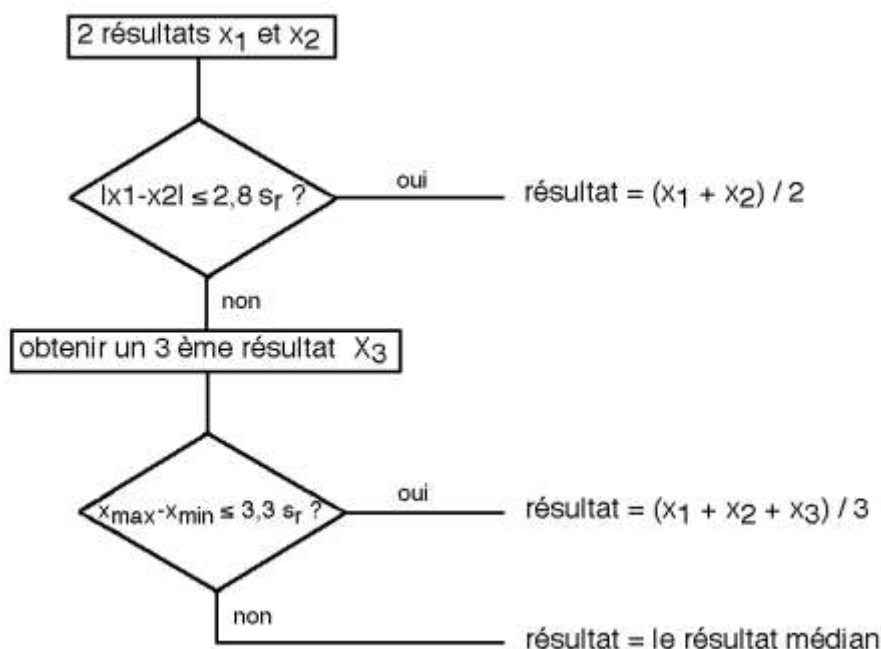 2 résultats x1 et x2
|x1-x2| ≤ 2,8 sr ?
oui
résultat = (x1 + x2) / 2
non
obtenir un 3 ème résultat X3
xmax-xmin ≤ 3,3 sr ?
oui
résultat = (x1 + x2 + x3) / 3
non
résultat = le résultat médian